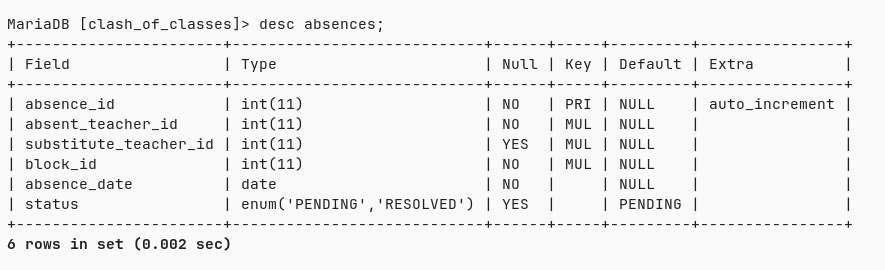 MariaDB [clash_of_classes]> desc absences;
+-----------------------+----------------------------+------+-----+---------+----------------+
| Field                 | Type                       | Null | Key | Default | Extra          |
+-----------------------+----------------------------+------+-----+---------+----------------+
| absence_id            | int(11)                    | NO   | PRI | NULL    | auto_increment |
| absent_teacher_id     | int(11)                    | NO   | MUL | NULL    |                |
| substitute_teacher_id | int(11)                    | YES  | MUL | NULL    |                |
| block_id              | int(11)                    | NO   | MUL | NULL    |                |
| absence_date          | date                       | NO   |     | NULL    |                |
| status                | enum('PENDING','RESOLVED') | YES  |     | PENDING |                |
+-----------------------+----------------------------+------+-----+---------+----------------+
6 rows in set (0.002 sec)